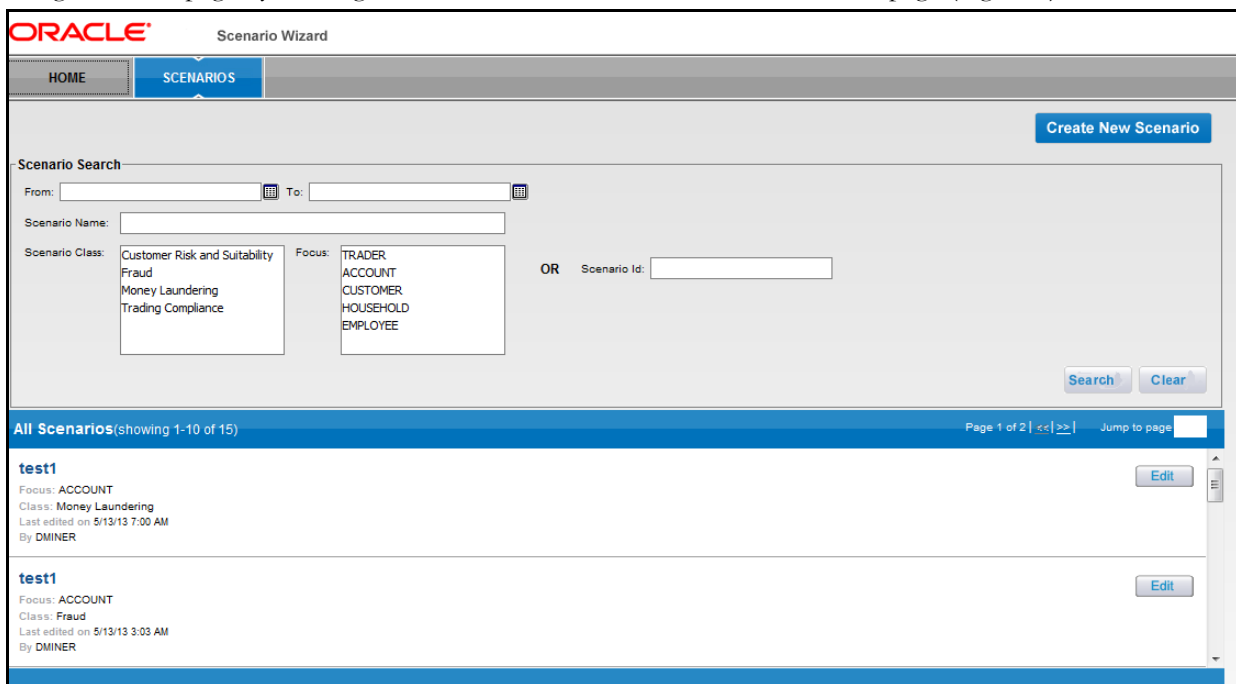 ORACLE
Scenario Wizard
HOME
SCENARIOS
Create New Scenario
Scenario Search
From:
To:
Scenario Name:
Scenario Class:
Customer Risk and Suitability
Fraud
Money Laundering
Trading Compliance
Focus:
TRADER
ACCOUNT
CUSTOMER
HOUSEHOLD
EMPLOYEE
OR
Scenario Id:
Search
Clear
All Scenarios(showing 1-10 of 15)
Page 1 of 2| <<| >>| Jump to page
test1
Edit
Focus: ACCOUNT
Class: Money Laundering
Last edited on 5/13/13 7:00 AM
By DMINER
test1
Edit
Focus: ACCOUNT
Class: Fraud
Last edited on 5/13/13 3:03 AM
By DMINER